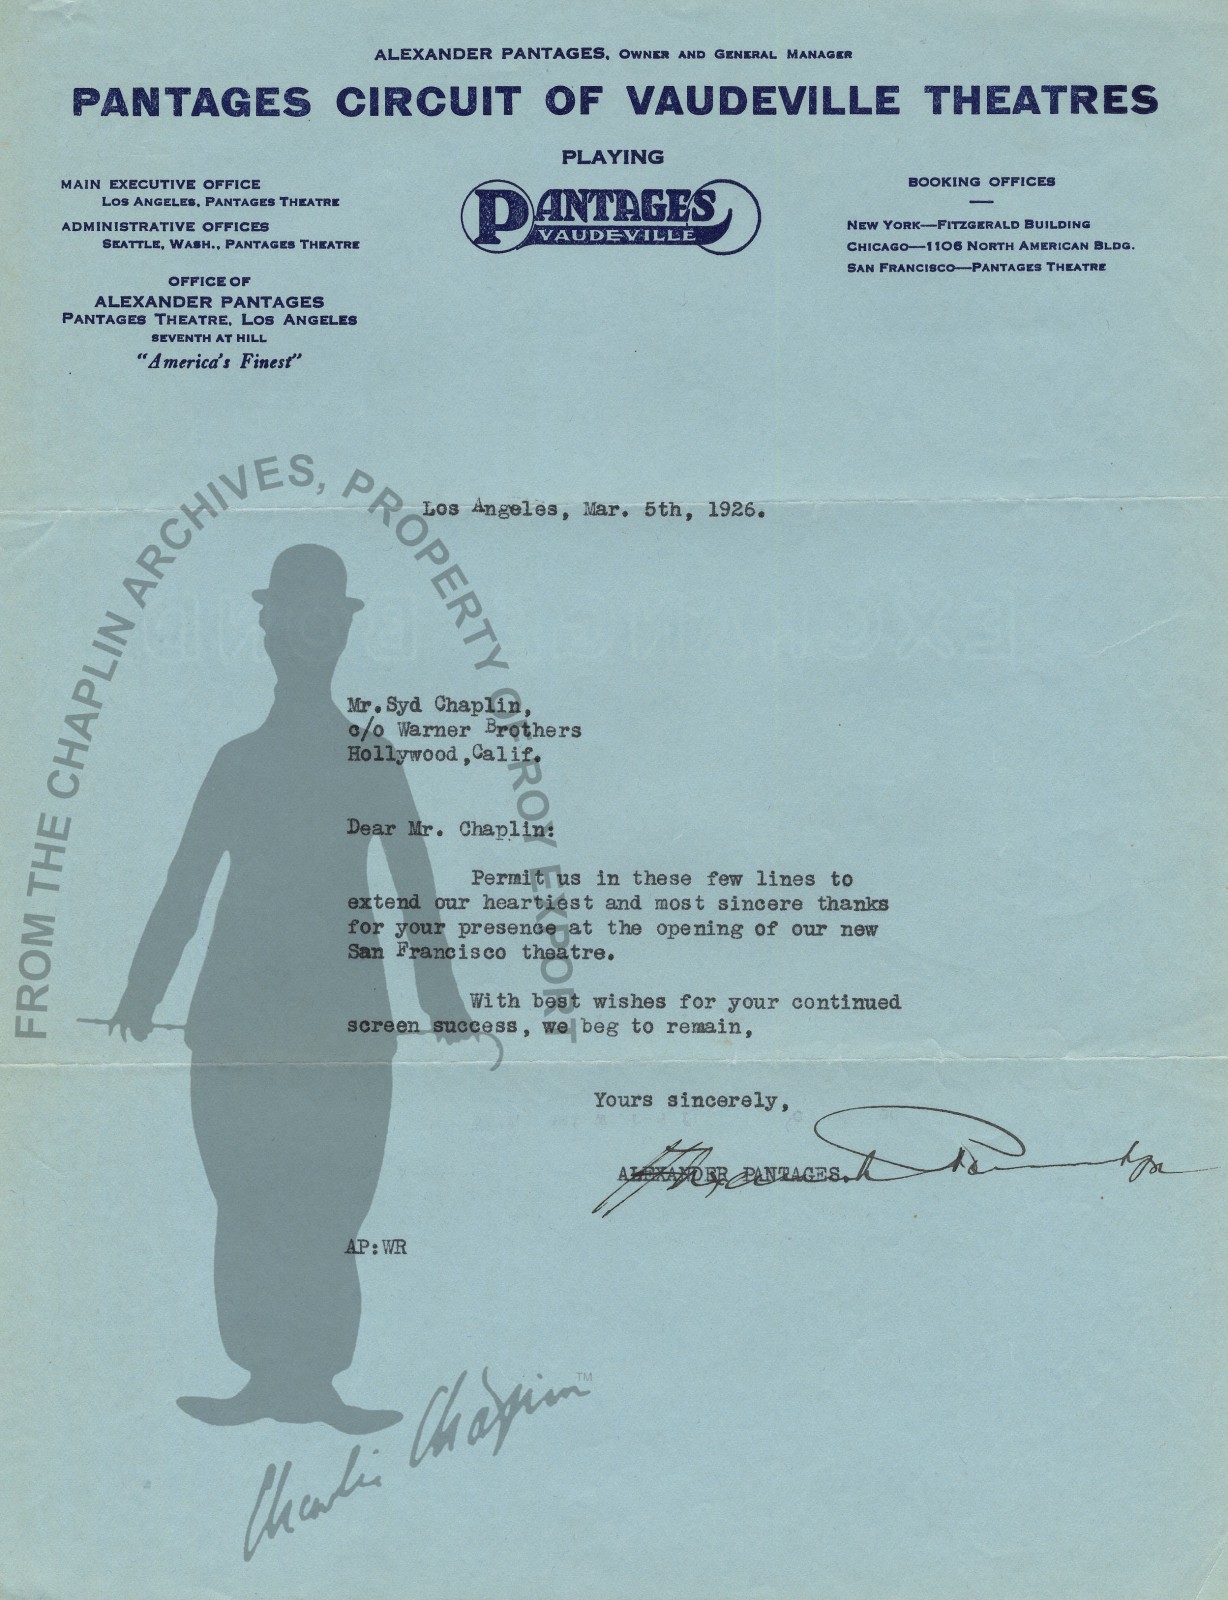 ALEXANDER PANTAGES, OWNER AND GENERAL MANAGER
PANTAGES CIRCUIT OF VAUDEVILLE THEATRES
PLAYING
PANTAGES
VAUDEVILLE
MAIN EXECUTIVE OFFICE
LOS ANGELES, PANTAGES THEATRE
ADMINISTRATIVE OFFICES
SEATTLE, WASH., PANTAGES THEATRE
OFFICE OF
ALEXANDER PANTAGES
PANTAGES THEATRE, LOS ANGELES
SEVENTH AT HILL
"America's Finest"
BOOKING OFFICES
NEW YORK—FITZGERALD BUILDING
CHICAGO—1106 NORTH AMERICAN BLDG.
SAN FRANCISCO—PANTAGES THEATRE
FROM THE CHAPLIN ARCHIVES, PROPERTY OF ROY EXPORT
Los Angeles, Mar. 5th, 1926.
Mr. Syd Chaplin,
c/o Warner Brothers
Hollywood, Calif.
Dear Mr. Chaplin:
Permit us in these few lines to
extend our heartiest and most sincere thanks
for your presence at the opening of our new
San Francisco theatre.
With best wishes for your continued
screen success, we beg to remain,
Yours sincerely,
ALEXANDER PANTAGES.
Alexander Pantages
AP:WR
Charlie Chaplin™